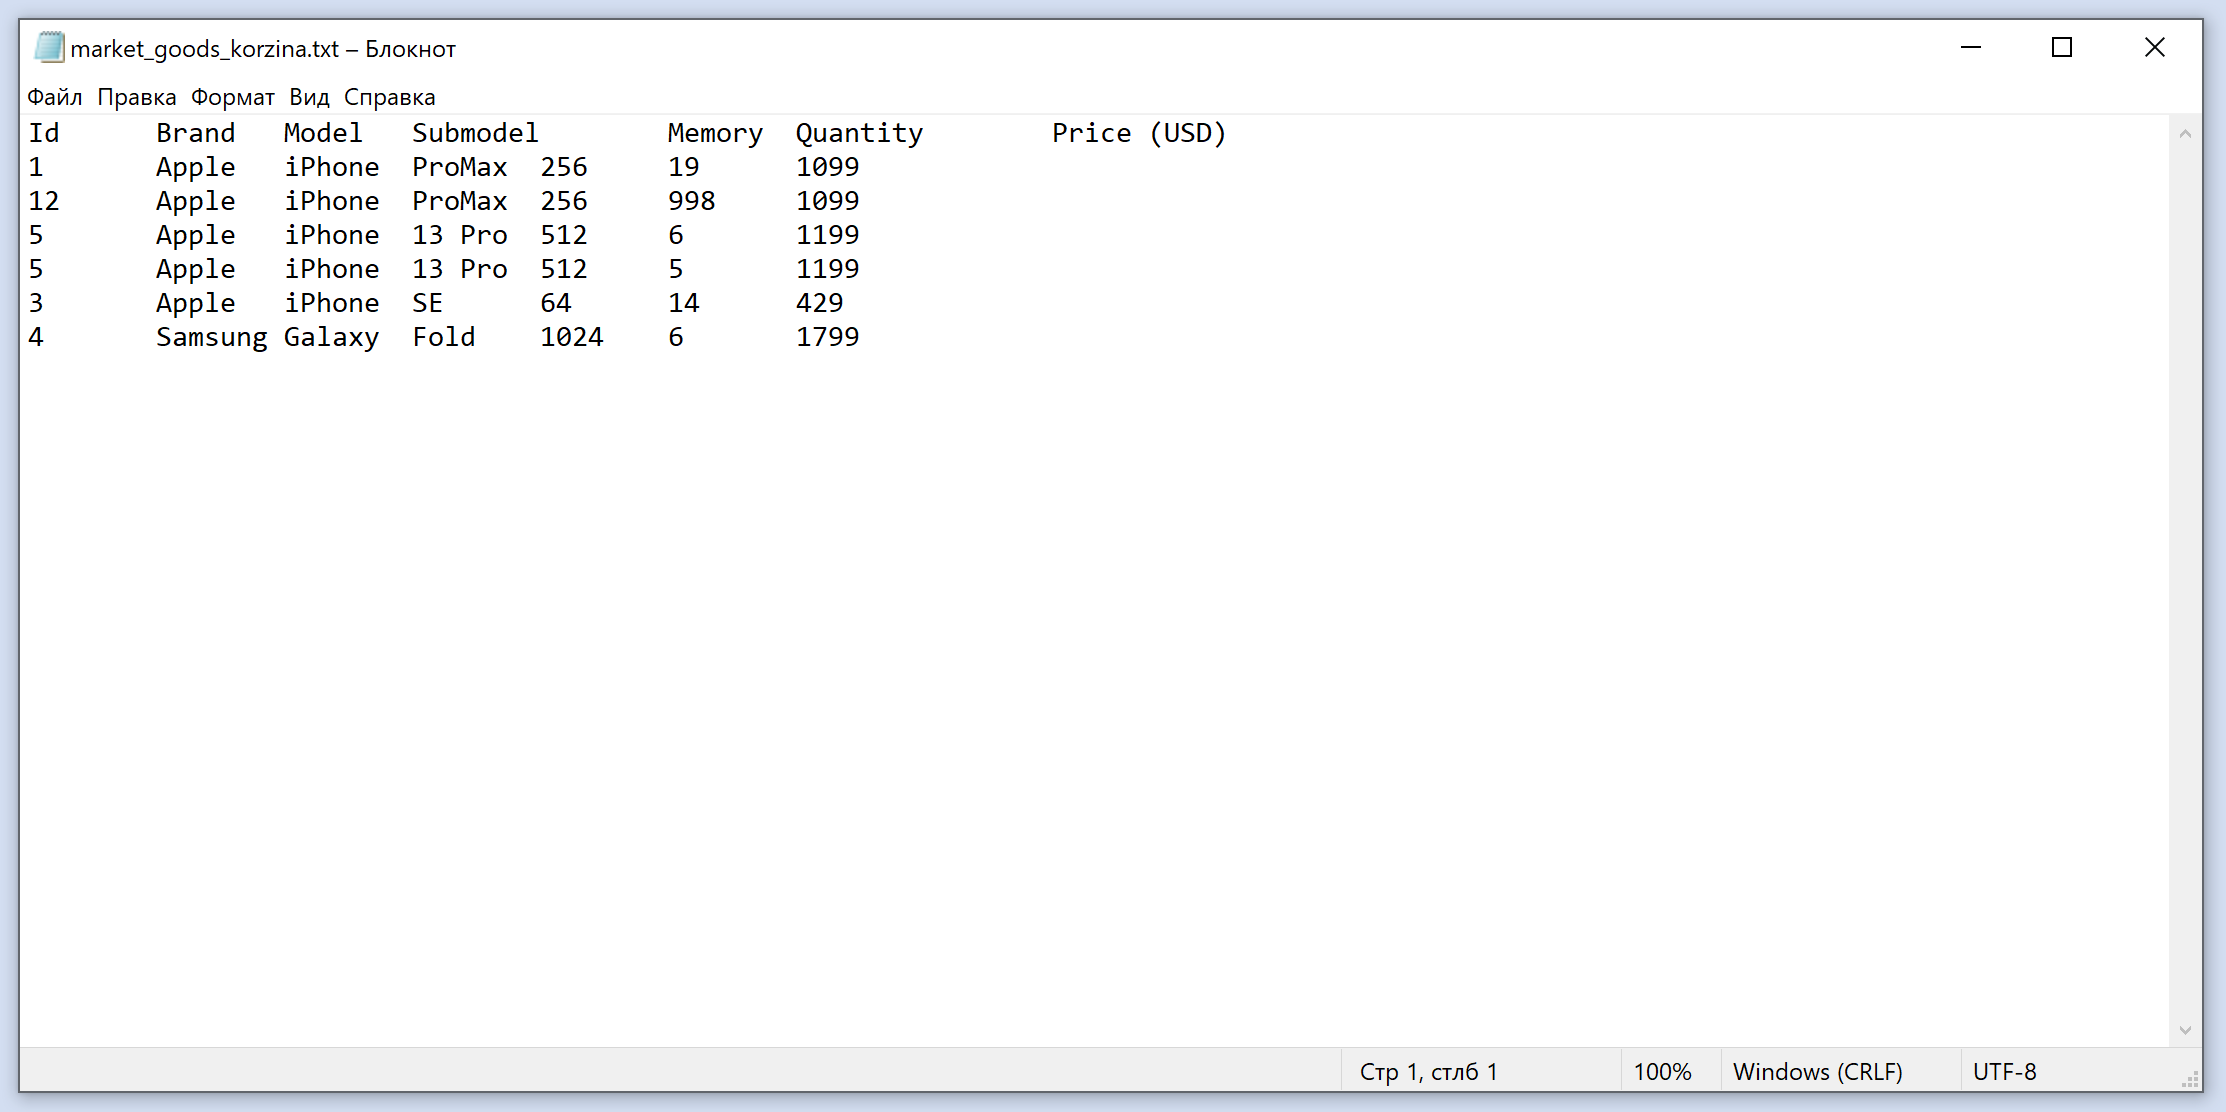 market_goods_korzina.txt – Блокнот
Файл Правка Формат Вид Справка
Id Brand Model Submodel Memory Quantity Price (USD)
1 Apple iPhone ProMax 256 19 1099
12 Apple iPhone ProMax 256 998 1099
5 Apple iPhone 13 Pro 512 6 1199
5 Apple iPhone 13 Pro 512 5 1199
3 Apple iPhone SE 64 14 429
4 Samsung Galaxy Fold 1024 6 1799
Стр 1, стлб 1 100% Windows (CRLF) UTF-8